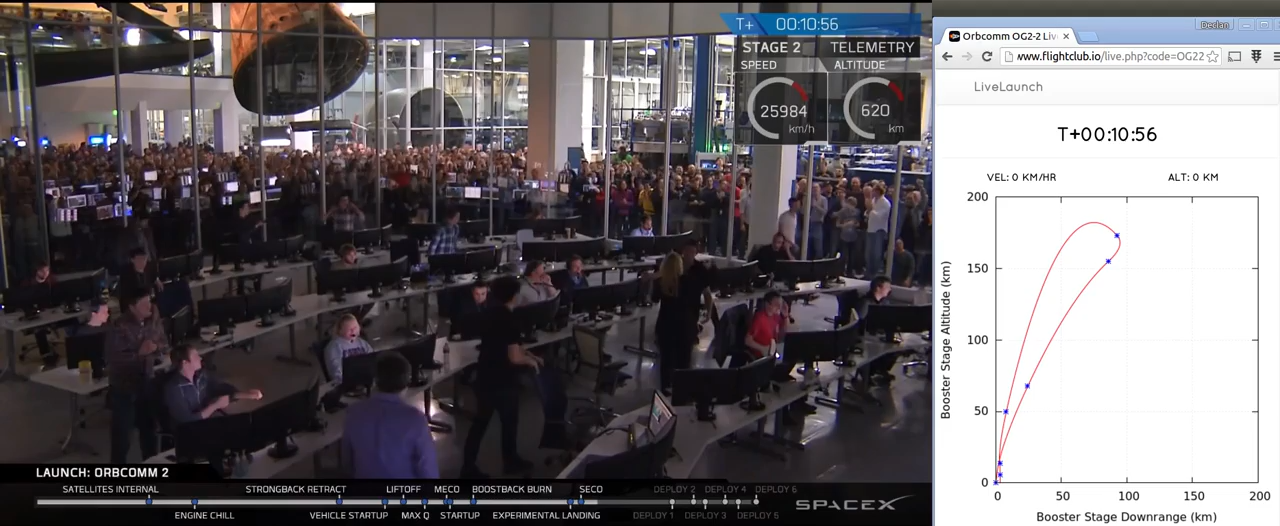 T+ 00:10:56
STAGE 2 TELEMETRY
SPEED ALTITUDE
25984 km/h
620 km
LAUNCH: ORBCOMM 2
SATELLITES INTERNAL STRONGBACK RETRACT LIFTOFF MECO BOOSTBACK BURN SECO DEPLOY 2 DEPLOY 4 DEPLOY 6
ENGINE CHILL VEHICLE STARTUP MAX Q STARTUP EXPERIMENTAL LANDING DEPLOY 1 DEPLOY 3 DEPLOY 5
SPACEX
Declan
Orbcomm OG2-2 Liv
www.flightclub.io/live.php?code=OG22
LiveLaunch
T+00:10:56
VEL: 0 KM/HR ALT: 0 KM
200
150
100
50
0
0 50 100 150 200
Booster Stage Altitude (km)
Booster Stage Downrange (km)